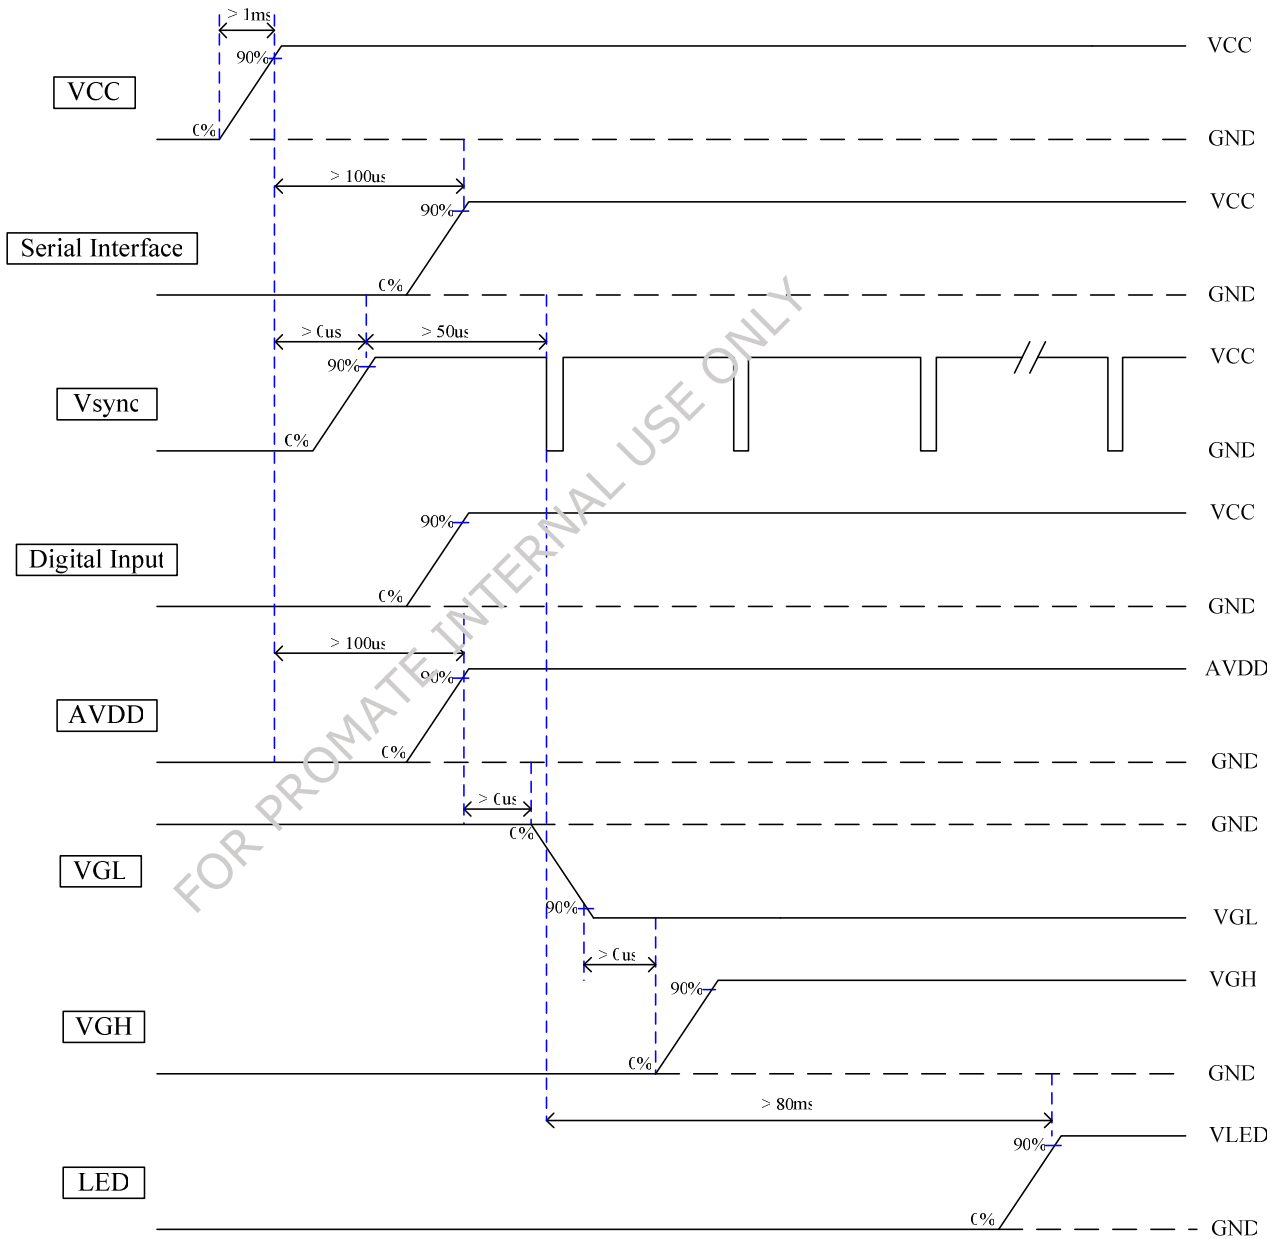 > 1ms
VCC
90%
VCC
0%
GND
> 100us
VCC
90%
Serial Interface
0%
GND
> 0us
> 50us
VCC
90%
Vsync
0%
GND
VCC
90%
Digital Input
0%
GND
> 100us
AVDD
90%
AVDD
0%
GND
> 0us
GND
0%
VGL
90%
VGL
> 0us
VGH
90%
VGH
0%
GND
> 80ms
VLED
90%
LED
0%
GND
FOR PROMATE INTERNAL USE ONLY